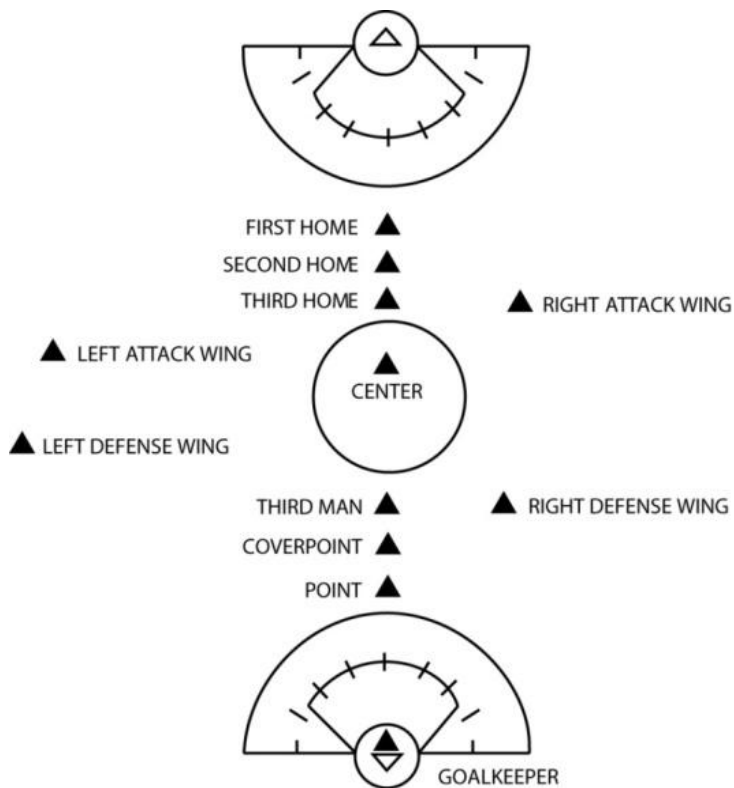 FIRST HOME
SECOND HOME
THIRD HOME
RIGHT ATTACK WING
LEFT ATTACK WING
CENTER
LEFT DEFENSE WING
THIRD MAN
RIGHT DEFENSE WING
COVERPOINT
POINT
GOALKEEPER